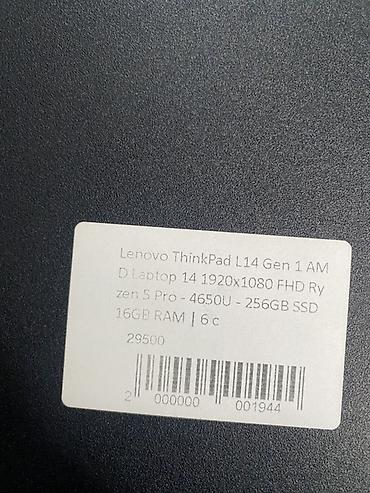 Lenovo ThinkPad L14 Gen 1 AM
D Laptop 14 1920x1080 FHD Ry
zen 5 Pro - 4650U - 256GB SSD
16GB RAM | 6 c
29500
2 000000 001944